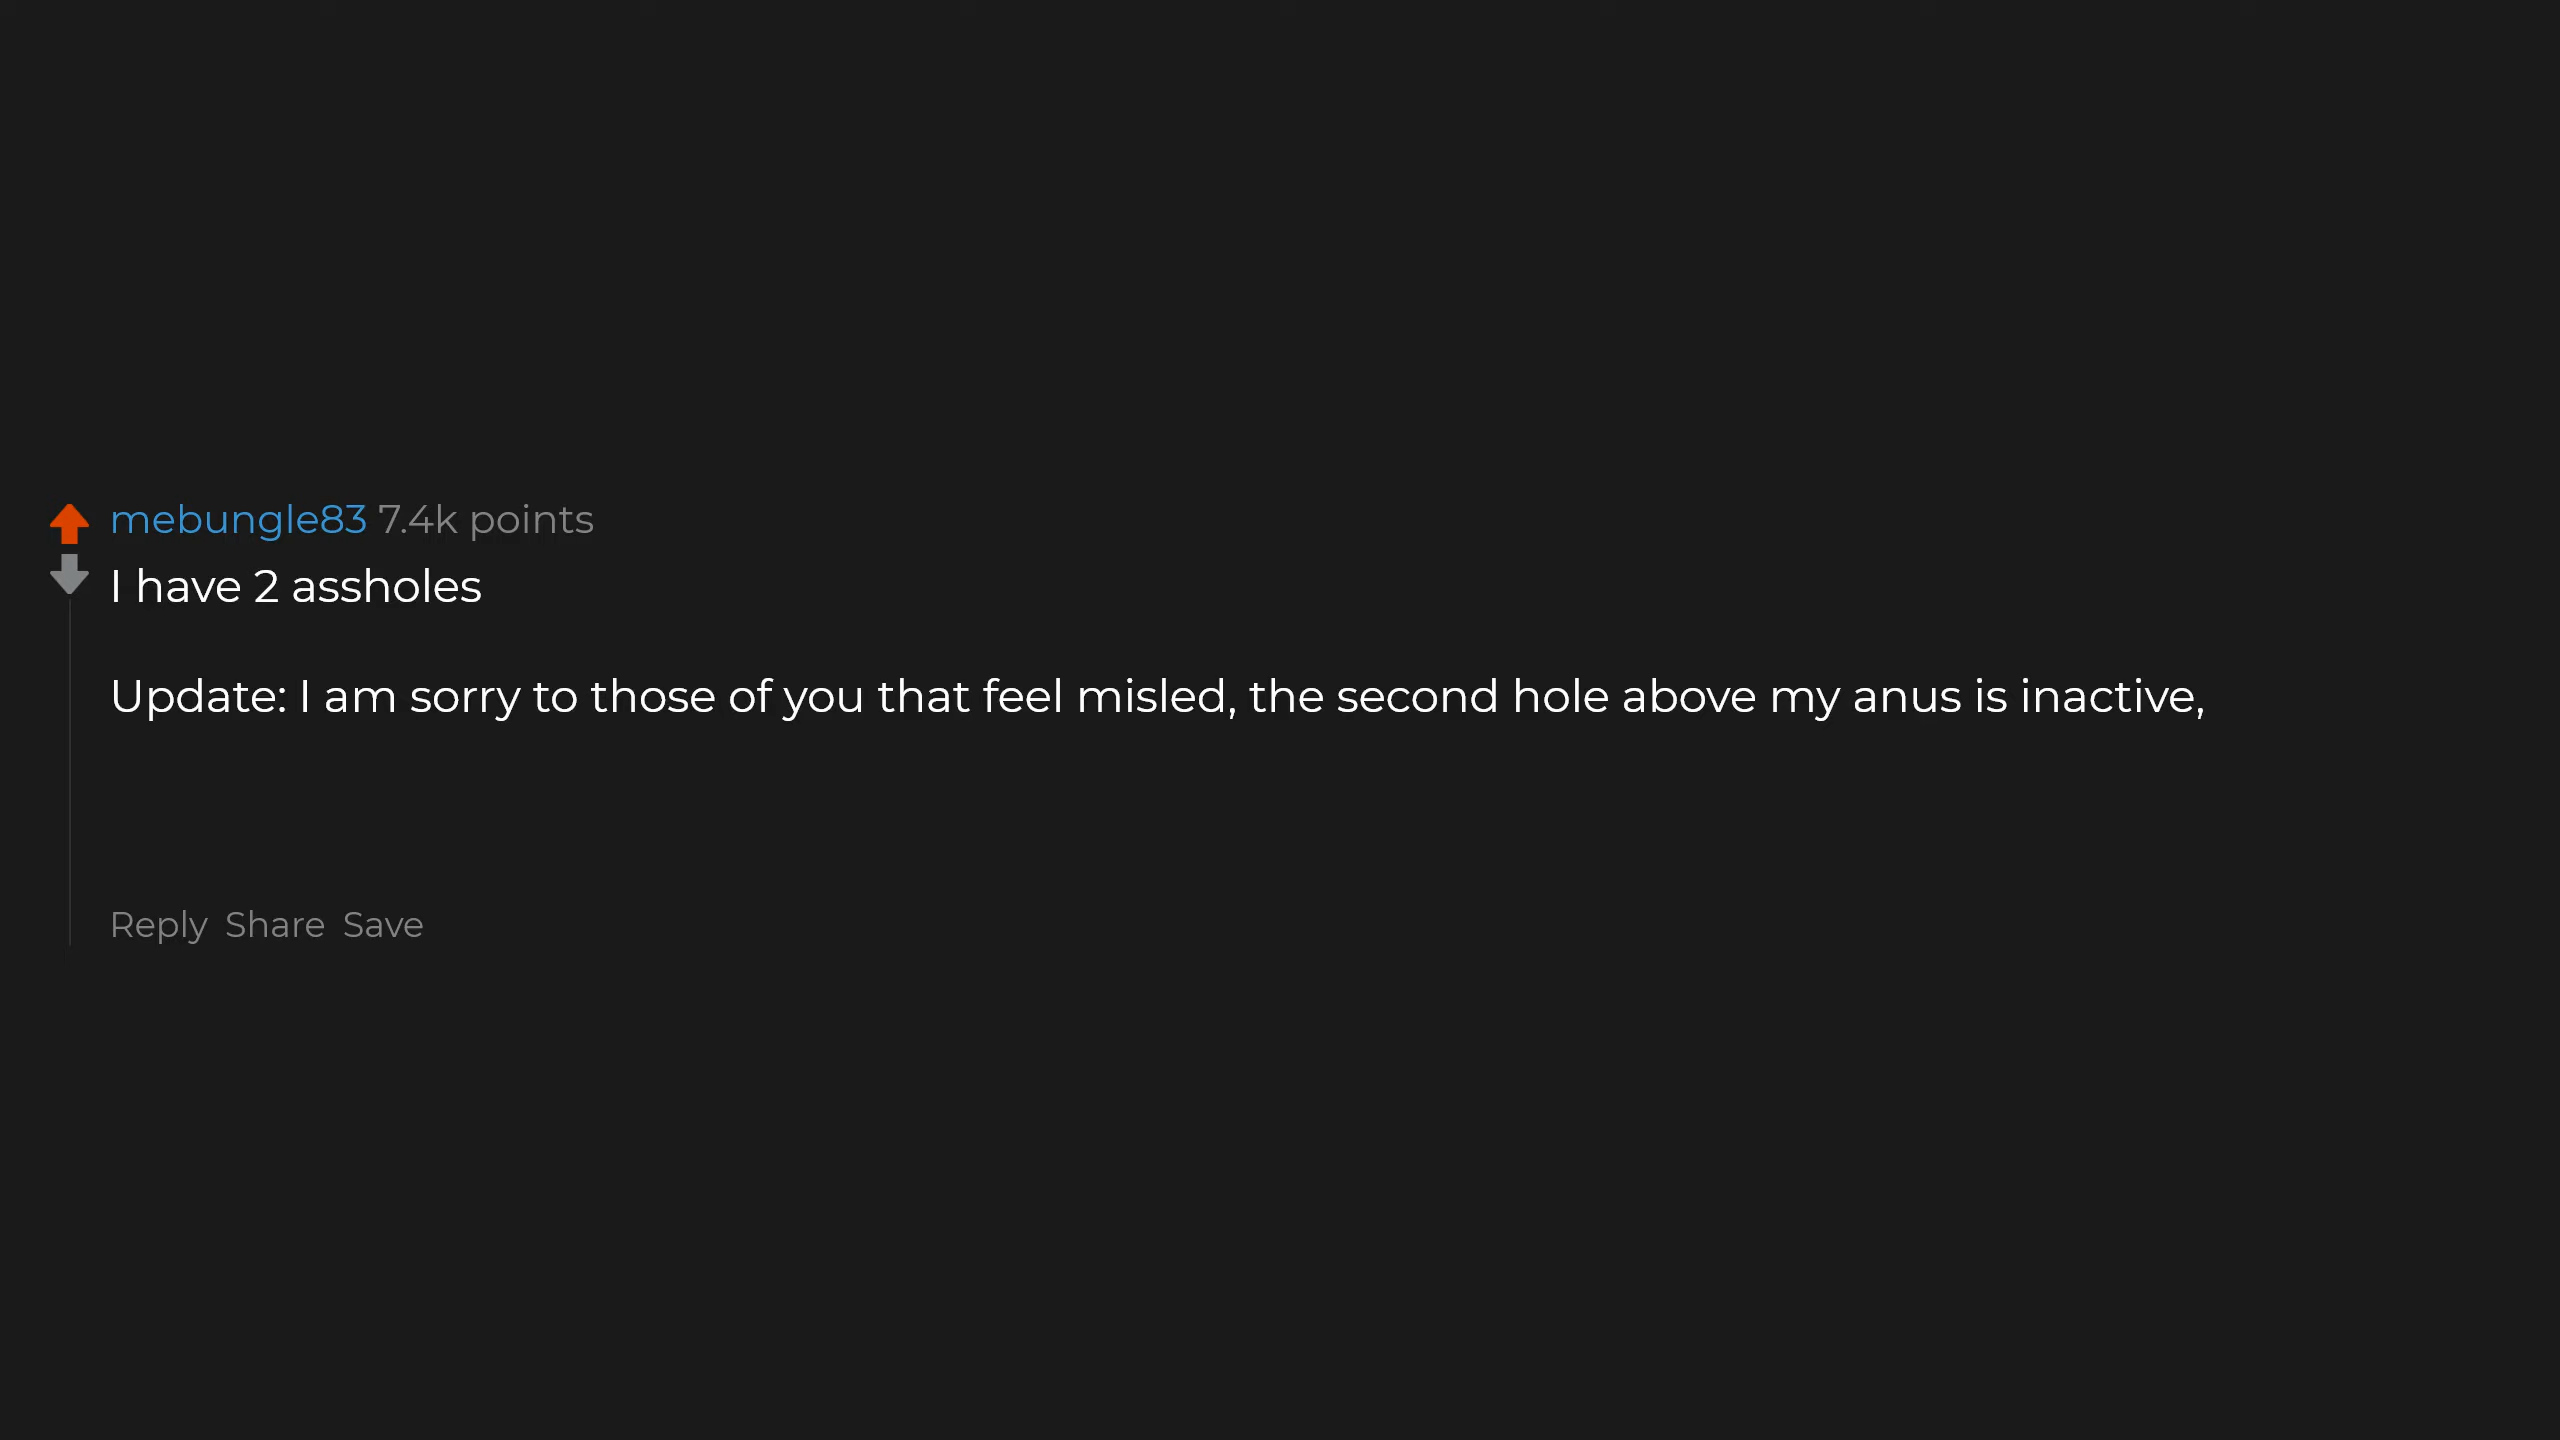 mebungle83 7.4k points
I have 2 assholes
Update: I am sorry to those of you that feel misled, the second hole above my anus is inactive,
Reply Share Save